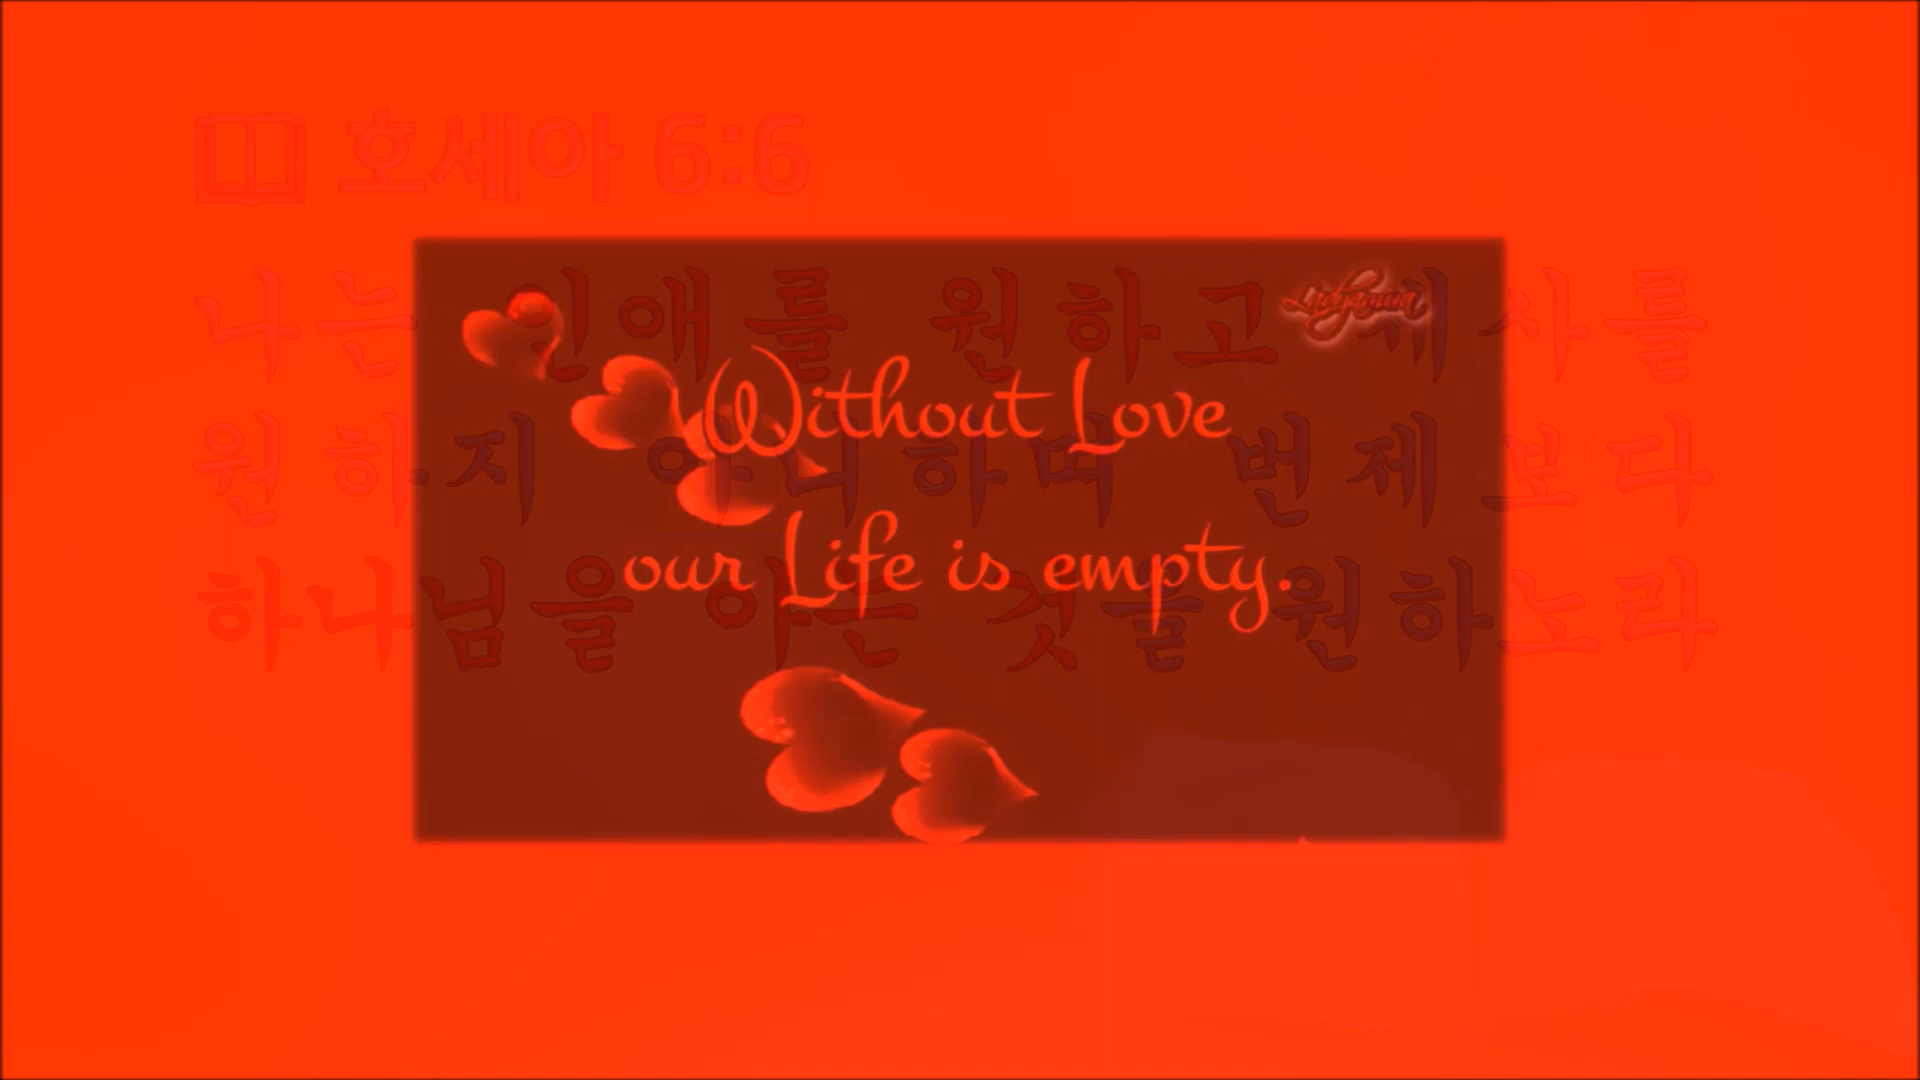 호세아 6:6
나는 인애를 원하고 제사를
원하지 아니하며 번제보다
하나님을 아는 것을 원하노라
Without Love
our Life is empty.